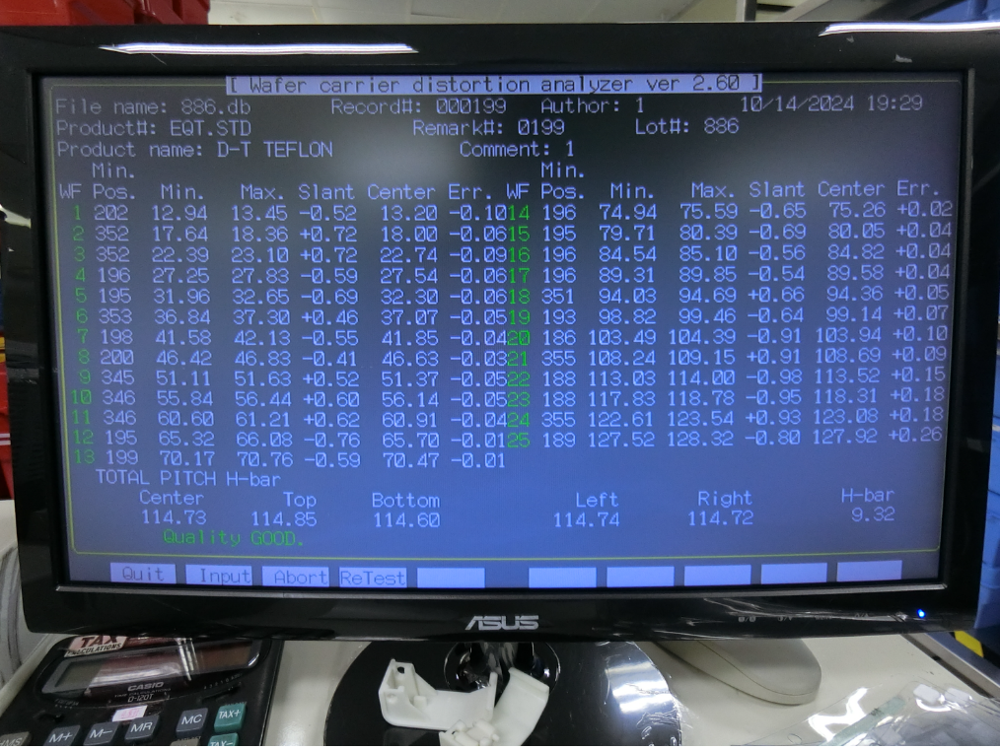 [ Wafer carrier distortion analyzer ver 2.60 ]
File name: 886.db Record#: 000199 Author: 1 10/14/2024 19:29
Product#: EQT.STD Remark#: 0199 Lot#: 886
Product name: D-T TEFLON Comment: 1
Min. Min.
WF Pos. Min. Max. Slant Center Err. WF Pos. Min. Max. Slant Center Err.
1 202 12.94 13.45 -0.52 13.20 -0.10 14 196 74.94 75.59 -0.65 75.26 +0.02
2 352 17.64 18.36 +0.72 18.00 -0.06 15 195 79.71 80.39 -0.69 80.05 +0.04
3 352 22.39 23.10 +0.72 22.74 -0.09 16 196 84.54 85.10 -0.56 84.82 +0.04
4 196 27.25 27.83 -0.59 27.54 -0.06 17 196 89.31 89.85 -0.54 89.58 +0.04
5 195 31.96 32.65 -0.69 32.30 -0.06 18 351 94.03 94.69 +0.66 94.36 +0.05
6 353 36.84 37.30 +0.46 37.07 -0.05 19 193 98.82 99.46 -0.64 99.14 +0.07
7 198 41.58 42.13 -0.55 41.85 -0.04 20 186 103.49 104.39 -0.91 103.94 +0.10
8 200 46.42 46.83 -0.41 46.63 -0.03 21 355 108.24 109.15 +0.91 108.69 +0.09
9 345 51.11 51.63 +0.52 51.37 -0.05 22 188 113.03 114.00 -0.98 113.52 +0.15
10 346 55.84 56.44 +0.60 56.14 -0.05 23 188 117.83 118.78 -0.95 118.31 +0.18
11 346 60.60 61.21 +0.62 60.91 -0.04 24 355 122.61 123.54 +0.93 123.08 +0.18
12 195 65.32 66.08 -0.76 65.70 -0.01 25 189 127.52 128.32 -0.80 127.92 +0.26
13 199 70.17 70.76 -0.59 70.47 -0.01
TOTAL PITCH H-bar
Center Top Bottom Left Right H-bar
114.73 114.85 114.60 114.74 114.72 9.32
Quality GOOD.
Quit Input Abort ReTest
ASUS
TAX
CALCULATIONS
CASIO
M+ M- MR MC TAX+
TAX-